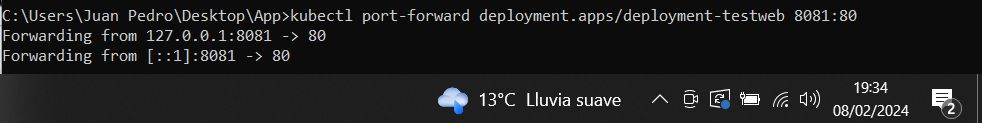 C:\Users\Juan Pedro\Desktop\App>kubectl port-forward deployment.apps/deployment-testweb 8081:80
Forwarding from 127.0.0.1:8081 -> 80
Forwarding from [::1]:8081 -> 80
13°C Lluvia suave
19:34
08/02/2024
2